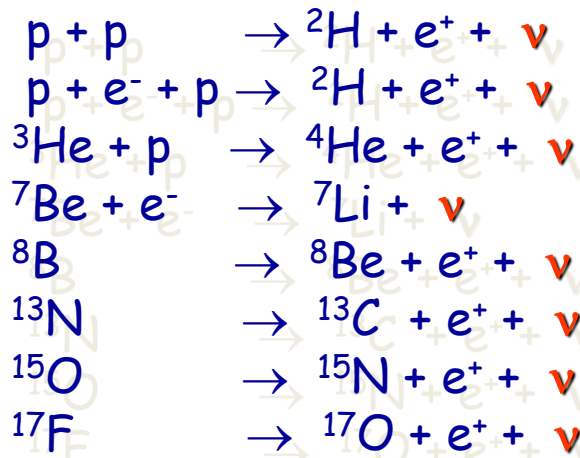 p + p → ²H + e⁺ + ν
p + e⁻ + p → ²H + e⁺ + ν
³He + p → ⁴He + e⁺ + ν
⁷Be + e⁻ → ⁷Li + ν
⁸B → ⁸Be + e⁺ + ν
¹³N → ¹³C + e⁺ + ν
¹⁵O → ¹⁵N + e⁺ + ν
¹⁷F → ¹⁷O + e⁺ + ν